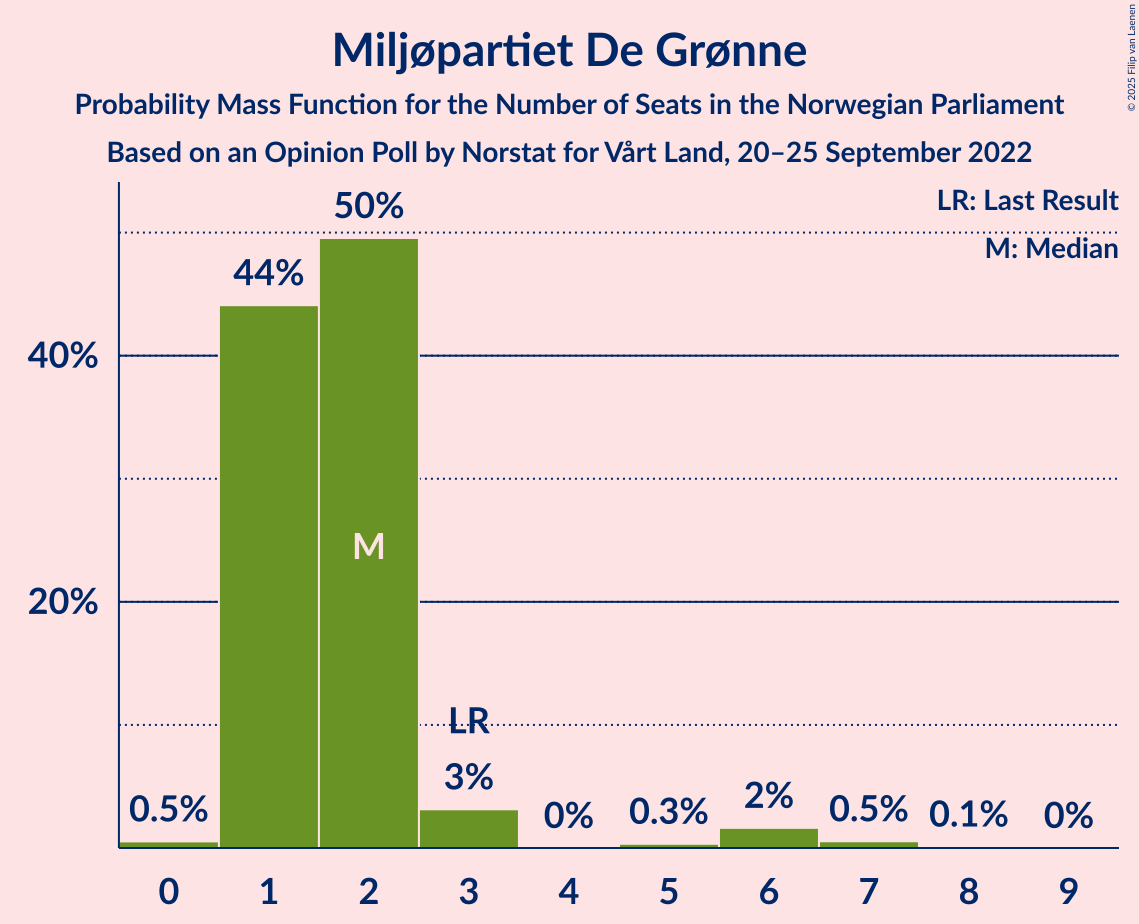 Miljøpartiet De Grønne
Probability Mass Function for the Number of Seats in the Norwegian Parliament
Based on an Opinion Poll by Norstat for Vårt Land, 20–25 September 2022
© 2025 Filip van Laenen
LR: Last Result
M: Median
50%
44%
40%
M
20%
LR
3%
0.5%
0%
0.3%
2%
0.5%
0.1%
0%
0 1 2 3 4 5 6 7 8 9